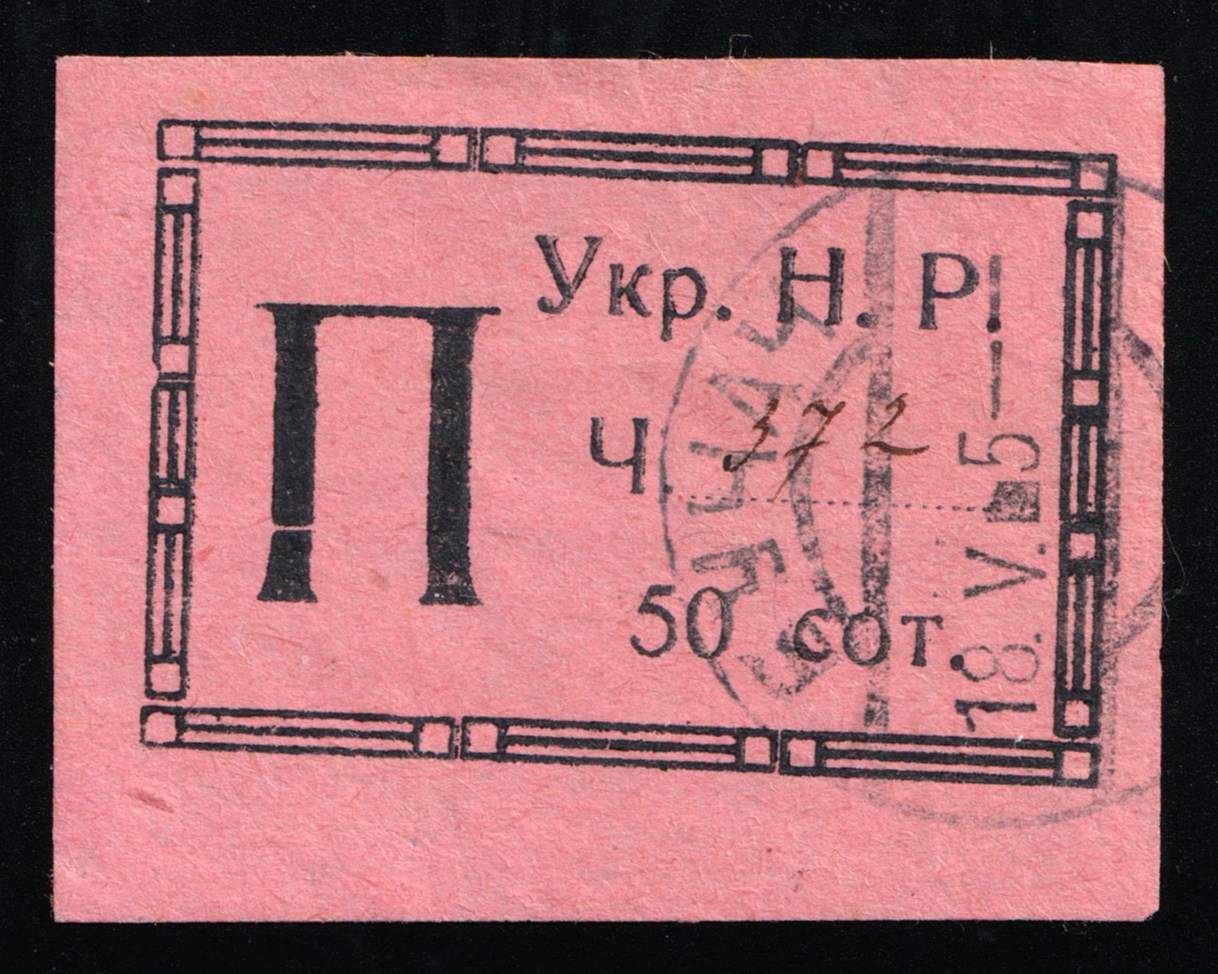 П
Укр. Н. Р.
Ч. 372
50 сот.
18. V. 5